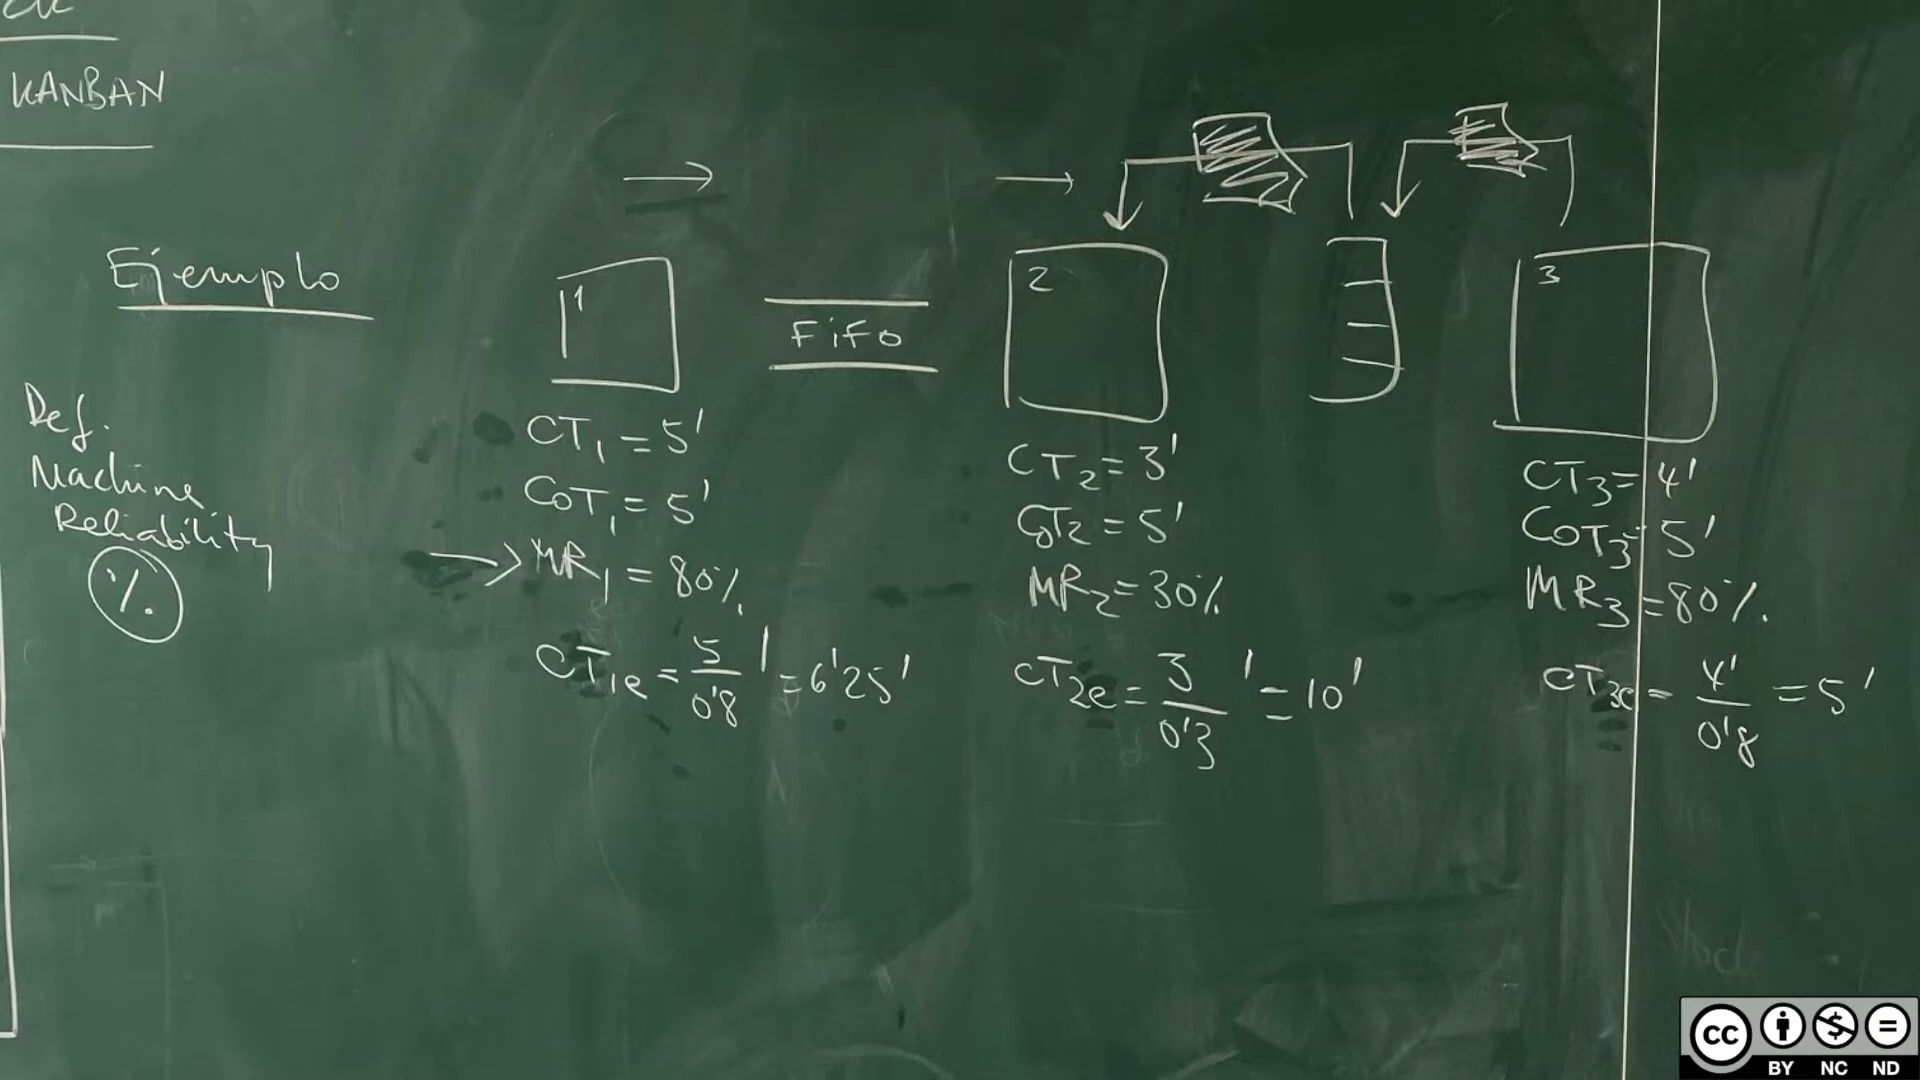 KANBAN
Ejemplo
1
FiFo
2
3
Def.
Machine
Reliability
%.
CT1 = 5'
CoT1 = 5'
MR1 = 80%.
CT1e = 5/0'8 ' = 6'25'
CT2 = 3'
CoT2 = 5'
MR2 = 30%.
CT2e = 3/0'3 ' = 10'
CT3 = 4'
CoT3 = 5'
MR3 = 80%.
CT3e = 4'/0'8 = 5'
cc
BY NC ND